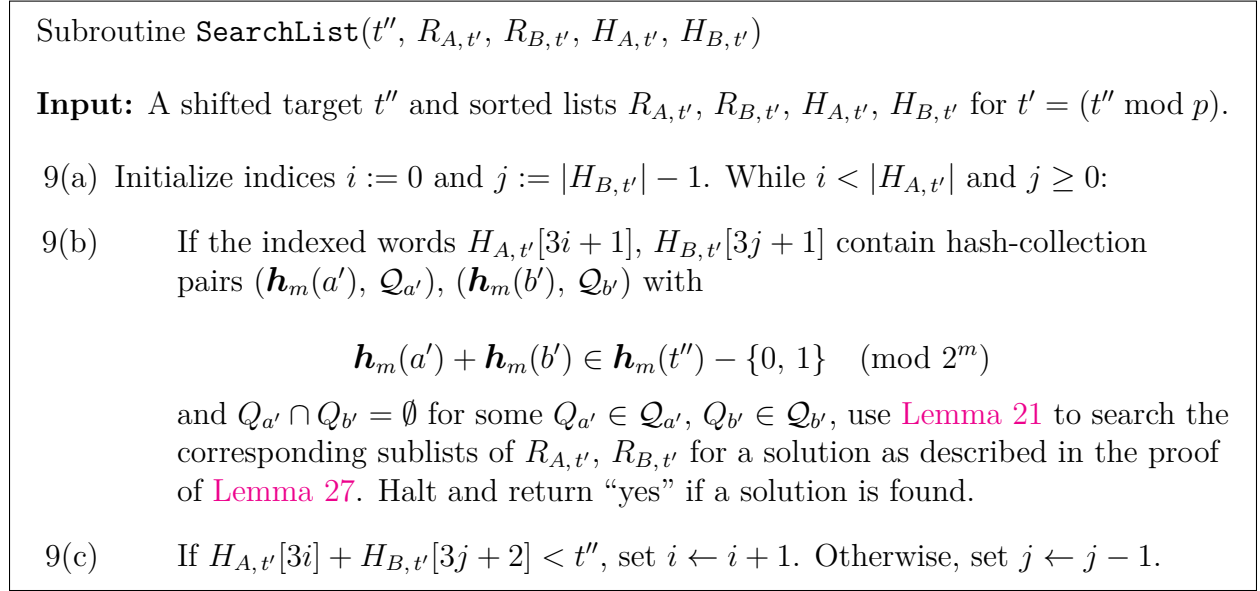 Subroutine SearchList(t″, R_{A,t′}, R_{B,t′}, H_{A,t′}, H_{B,t′})
Input: A shifted target t″ and sorted lists R_{A,t′}, R_{B,t′}, H_{A,t′}, H_{B,t′} for t′ = (t″ mod p).
9(a) Initialize indices i := 0 and j := |H_{B,t′}| − 1. While i < |H_{A,t′}| and j ≥ 0:
9(b) If the indexed words H_{A,t′}[3i + 1], H_{B,t′}[3j + 1] contain hash-collection
pairs (h_m(a′), 𝒬_{a′}), (h_m(b′), 𝒬_{b′}) with
h_m(a′) + h_m(b′) ∈ h_m(t″) − {0, 1} (mod 2^m)
and Q_{a′} ∩ Q_{b′} = ∅ for some Q_{a′} ∈ 𝒬_{a′}, Q_{b′} ∈ 𝒬_{b′}, use Lemma 21 to search the
corresponding sublists of R_{A,t′}, R_{B,t′} for a solution as described in the proof
of Lemma 27. Halt and return “yes” if a solution is found.
9(c) If H_{A,t′}[3i] + H_{B,t′}[3j + 2] < t″, set i ← i + 1. Otherwise, set j ← j − 1.